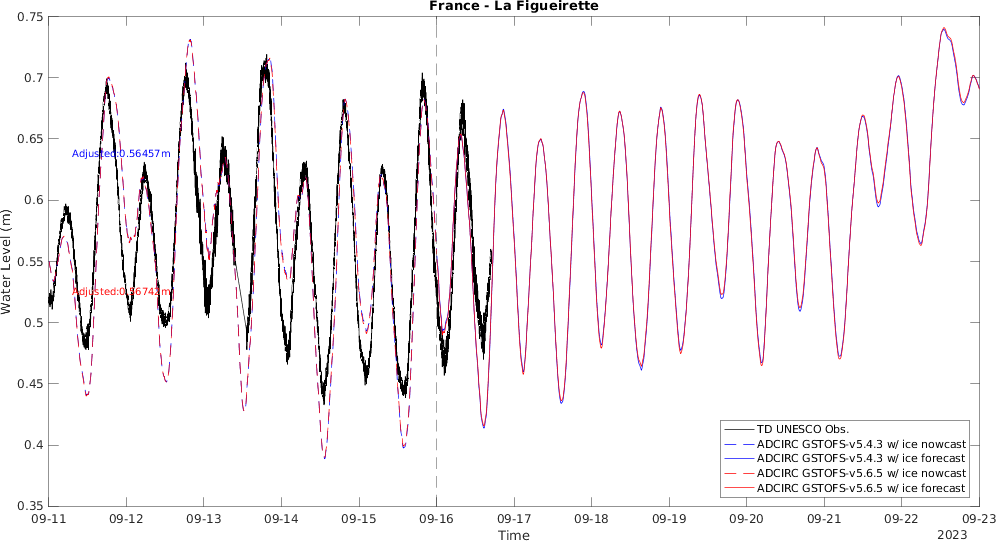 France - La Figueirette
0.75
0.7
0.65
0.6
0.55
0.5
0.45
0.4
0.35
Water Level (m)
Adjusted:0.56457m
Adjusted:0.56742m
TD UNESCO Obs.
ADCIRC GSTOFS-v5.4.3 w/ ice nowcast
ADCIRC GSTOFS-v5.4.3 w/ ice forecast
ADCIRC GSTOFS-v5.6.5 w/ ice nowcast
ADCIRC GSTOFS-v5.6.5 w/ ice forecast
09-11 09-12 09-13 09-14 09-15 09-16 09-17 09-18 09-19 09-20 09-21 09-22 09-23
Time
2023